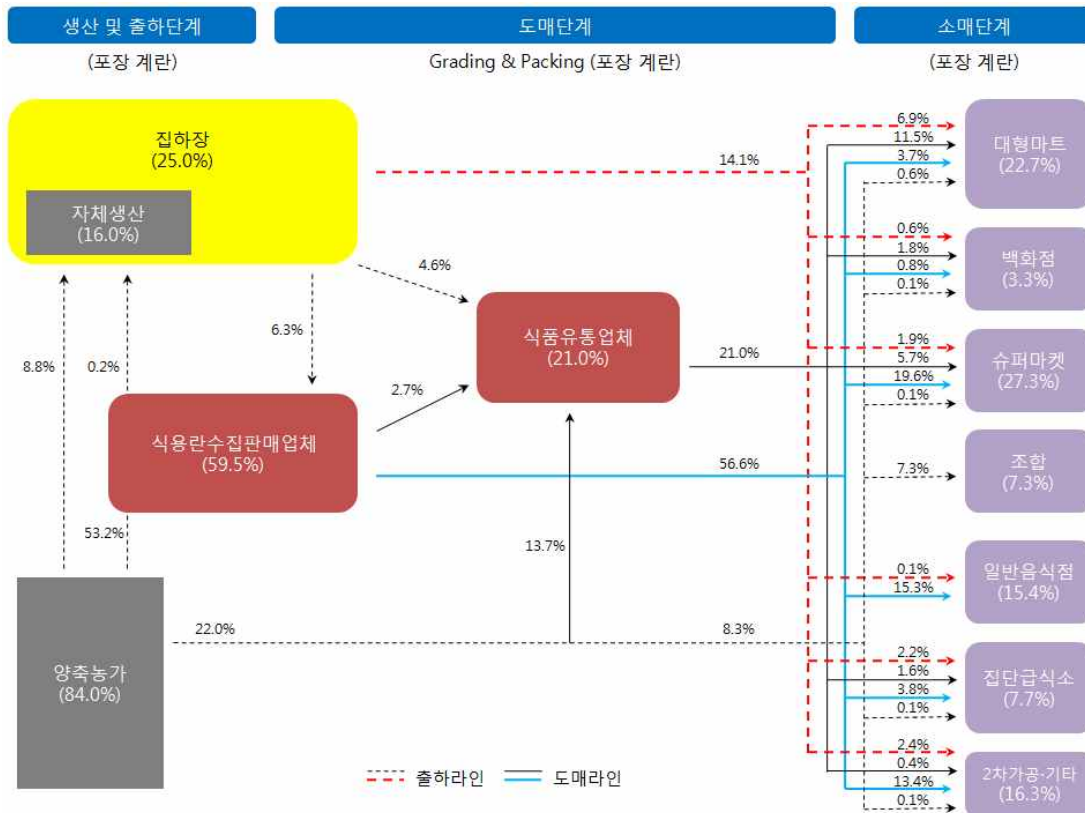 생산 및 출하단계
도매단계
소매단계
(포장 계란)
Grading & Packing (포장 계란)
(포장 계란)
집하장
(25.0%)
자체생산
(16.0%)
14.1%
6.9%
11.5%
3.7%
0.6%
대형마트
(22.7%)
0.6%
1.8%
0.8%
0.1%
백화점
(3.3%)
4.6%
6.3%
8.8%
0.2%
식품유통업체
(21.0%)
21.0%
1.9%
5.7%
19.6%
0.1%
슈퍼마켓
(27.3%)
2.7%
식용란수집판매업체
(59.5%)
56.6%
7.3%
조합
(7.3%)
53.2%
13.7%
0.1%
15.3%
일반음식점
(15.4%)
22.0%
8.3%
양축농가
(84.0%)
2.2%
1.6%
3.8%
0.1%
집단급식소
(7.7%)
2.4%
0.4%
13.4%
0.1%
2차가공·기타
(16.3%)
출하라인
도매라인